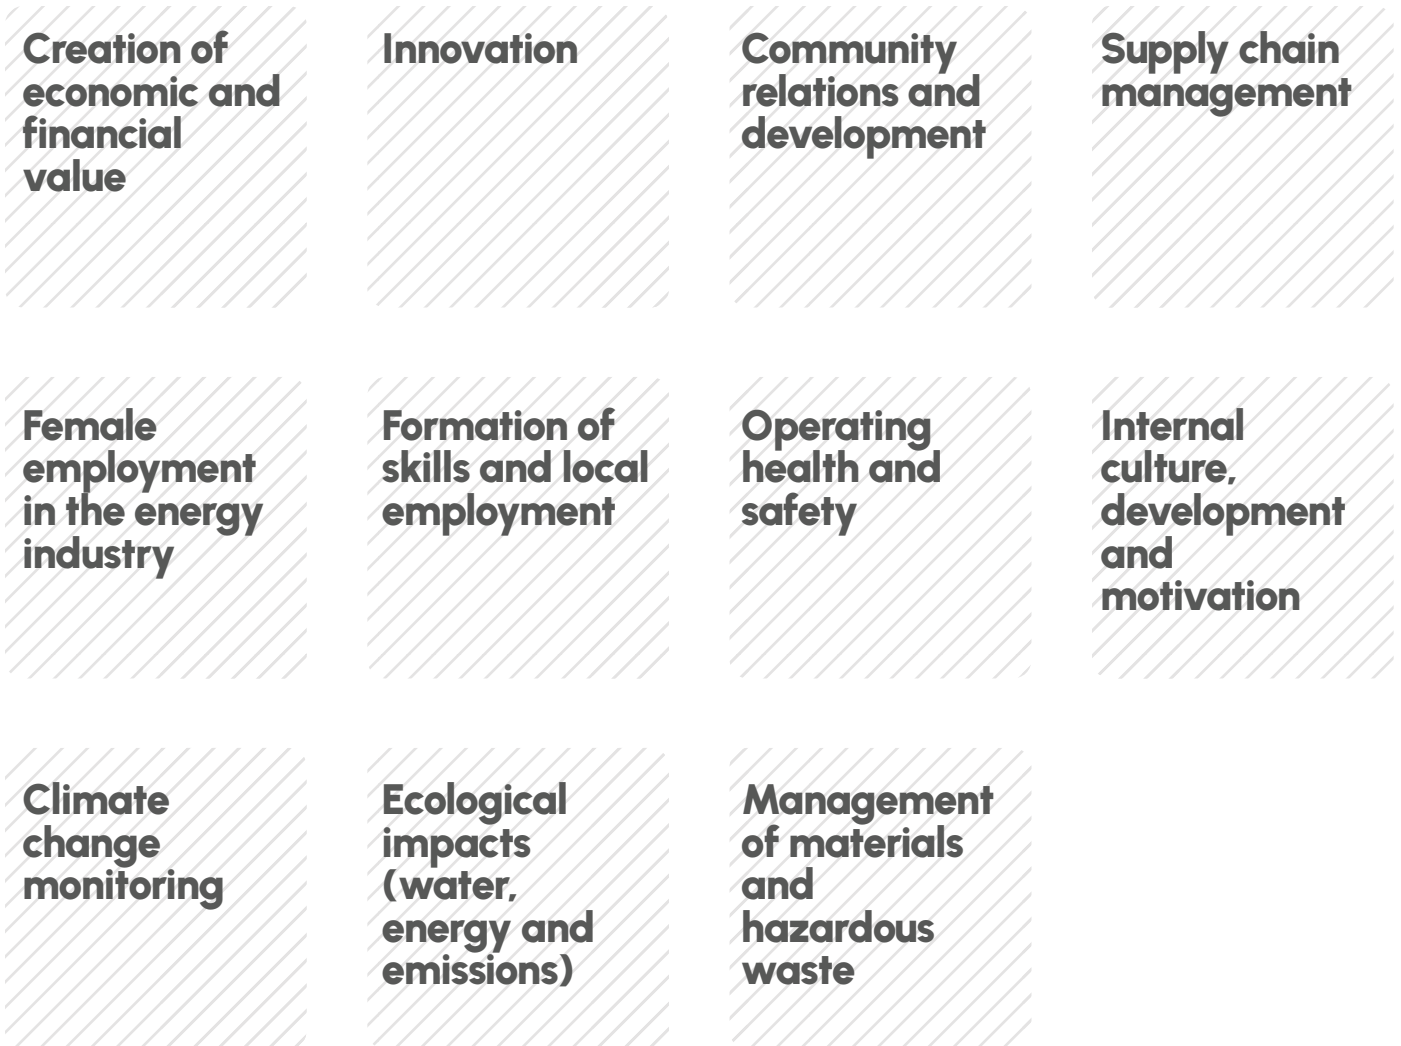 Creation of
economic and
financial
value
Innovation
Community
relations and
development
Supply chain
management
Female
employment
in the energy
industry
Formation of
skills and local
employment
Operating
health and
safety
Internal
culture,
development
and
motivation
Climate
change
monitoring
Ecological
impacts
(water,
energy and
emissions)
Management
of materials
and
hazardous
waste